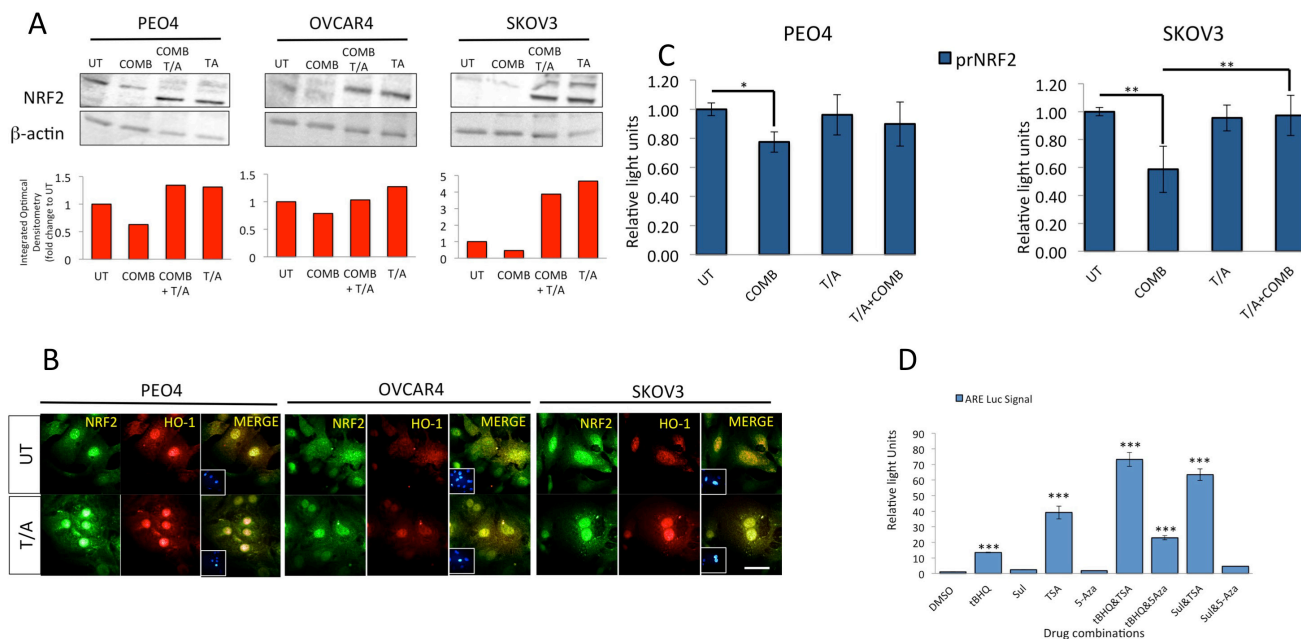 A
PEO4
OVCAR4
SKOV3
UT
COMB
COMB
T/A
TA
UT
COMB
COMB
T/A
T/A
UT
COMB
COMB
T/A
TA
NRF2
β-actin
Integrated Optimcal
Densitometry
(fold change to UT)
1.5
1
0.5
0
UT
COMB
COMB
+ T/A
T/A
1.5
1
0.5
0
UT
COMB
COMB
+ T/A
T/A
5
4
3
2
1
0
UT
COMB
COMB
+ T/A
T/A
C
PEO4
prNRF2
SKOV3
Relative light units
1.20
1.00
0.80
0.60
0.40
0.20
0.00
*
UT
COMB
T/A
T/A+COMB
Relative light units
1.20
1.00
0.80
0.60
0.40
0.20
0.00
**
**
UT
COMB
T/A
T/A+COMB
B
PEO4
OVCAR4
SKOV3
UT
NRF2
HO-1
MERGE
NRF2
HO-1
MERGE
NRF2
HO-1
MERGE
T/A
D
ARE Luc Signal
Relative light Units
90
80
70
60
50
40
30
20
10
0
***
***
***
***
***
DMSO
tBHQ
Sul
TSA
5-Aza
tBHQ&TSA
tBHQ&5Aza
Sul&TSA
Sul&5-Aza
Drug combinations